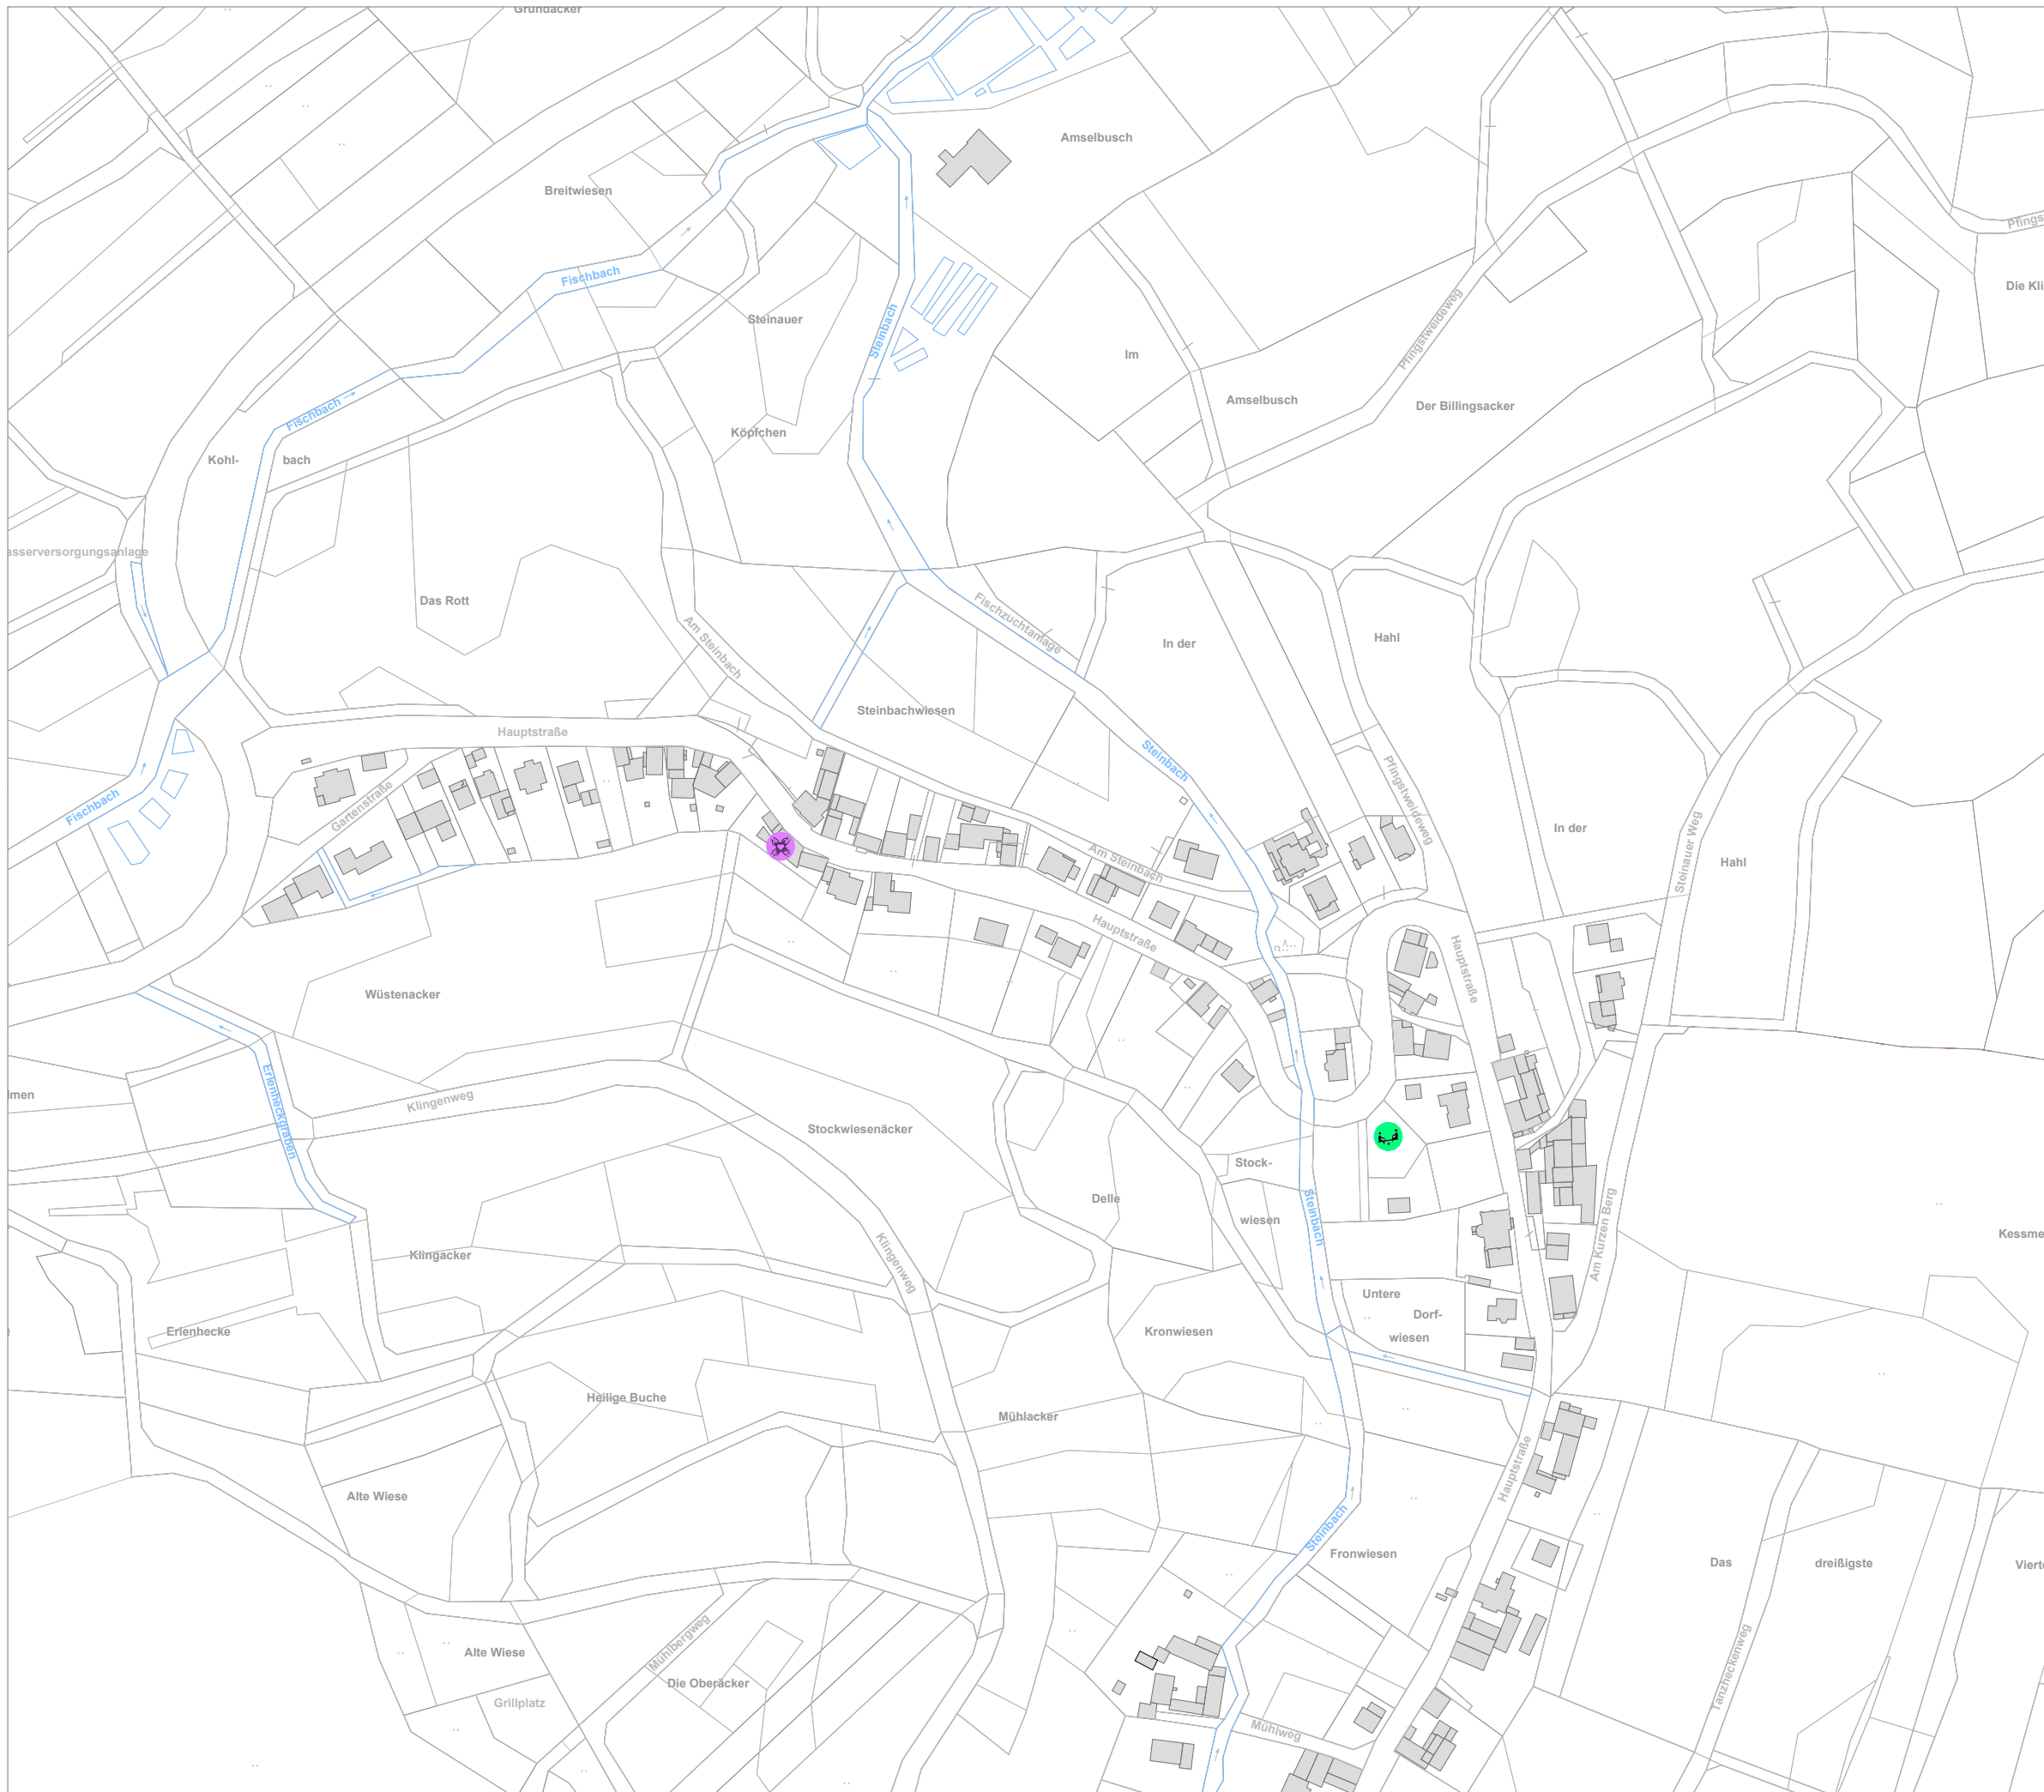 Grundäcker
Amselbusch
Breitwiesen
Pfings
Fischbach
Die Kli
Steinauer
Steinbach
Pfingstweideweg
Im
Amselbusch
Der Billingsacker
Fischbach
Köpfchen
Kohl-
bach
asserversorgungsanlage
Das Rott
Fischzuchtanlage
Hahl
In der
Am Steinbach
Steinbachwiesen
Hauptstraße
Steinbach
Pfingstweideweg
Gartenstraße
Fischbach
In der
Steinauer Weg
Hahl
Am Steinbach
Hauptstraße
Hauptstraße
Wüstenacker
lmen
Erlenheckgraben
Klingenweg
Stockwiesenäcker
Stock-
Delle
wiesen
Steinbach
Am Kurzen Berg
Kessme
Klingacker
Klingenweg
Untere
Dorf-
wiesen
Erlenhecke
Kronwiesen
Heilige Buche
Mühlacker
Hauptstraße
Alte Wiese
Steinbach
Fronwiesen
Das
dreißigste
Vierte
Mühlbergweg
Alte Wiese
Die Oberäcker
Tanzheckenweg
Grillplatz
Mühlweg